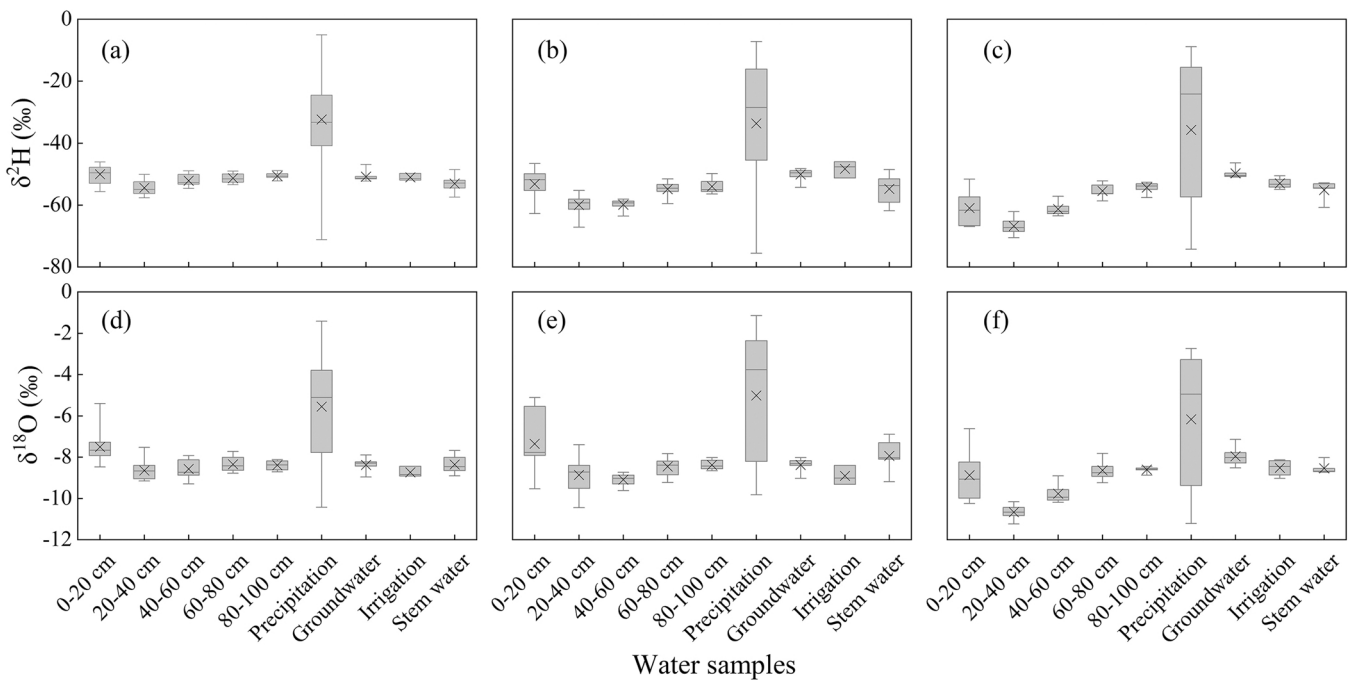 (a)
(b)
(c)
0
-20
-40
-60
-80
δ²H (‰)
(d)
(e)
(f)
0
-2
-4
-6
-8
-10
-12
δ¹⁸O (‰)
0-20 cm
20-40 cm
40-60 cm
60-80 cm
80-100 cm
Precipitation
Groundwater
Irrigation
Stem water
0-20 cm
20-40 cm
40-60 cm
60-80 cm
80-100 cm
Precipitation
Groundwater
Irrigation
Stem water
0-20 cm
20-40 cm
40-60 cm
60-80 cm
80-100 cm
Precipitation
Groundwater
Irrigation
Stem water
Water samples